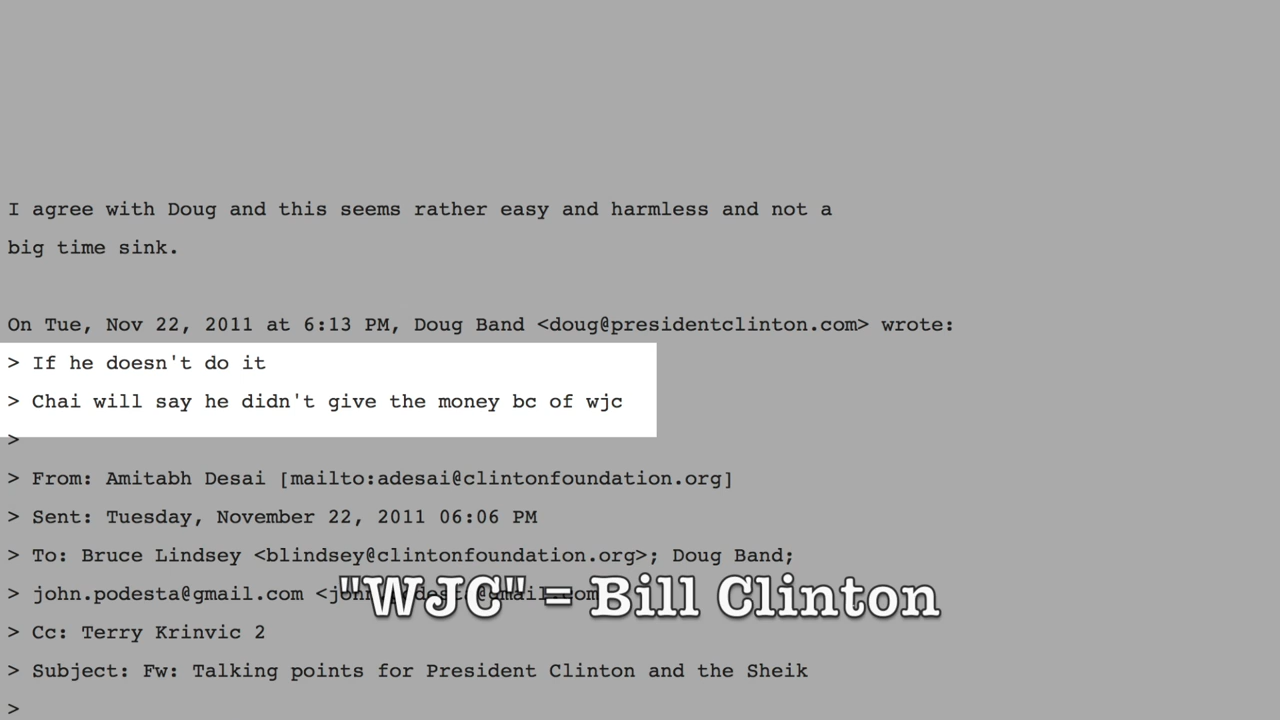 I agree with Doug and this seems rather easy and harmless and not a
big time sink.
On Tue, Nov 22, 2011 at 6:13 PM, Doug Band <doug@presidentclinton.com> wrote:
> If he doesn't do it
> Chai will say he didn't give the money bc of wjc
>
> From: Amitabh Desai [mailto:adesai@clintonfoundation.org]
> Sent: Tuesday, November 22, 2011 06:06 PM
> To: Bruce Lindsey <blindsey@clintonfoundation.org>; Doug Band;
> john.podesta@gmail.com <john.podesta@gmail.com>
"WJC" = Bill Clinton
> Cc: Terry Krinvic 2
> Subject: Fw: Talking points for President Clinton and the Sheik
>